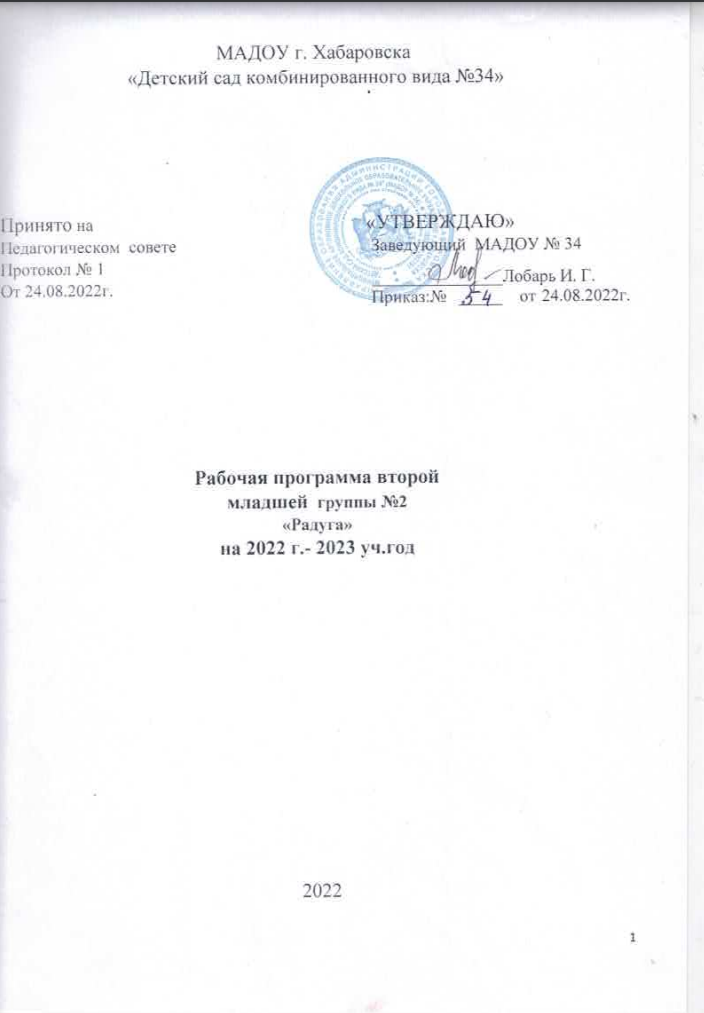 МАДОУ г. Хабаровска
«Детский сад комбинированного вида №34»
Принято на
Педагогическом совете
Протокол № 1
От 24.08.2022г.
«УТВЕРЖДАЮ»
Заведующий МАДОУ № 34
Лобарь И. Г.
Приказ:№ 54 от 24.08.2022г.
Рабочая программа второй
младшей группы №2
«Радуга»
на 2022 г.- 2023 уч.год
2022
1